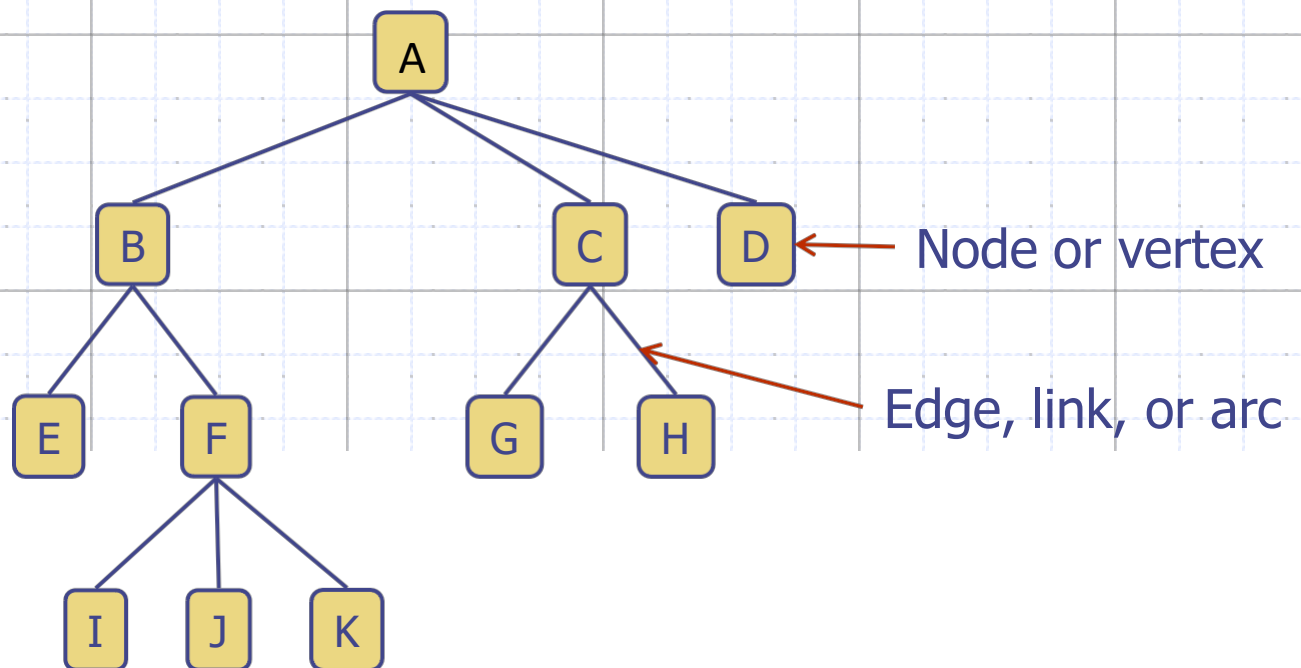 A
B
C
D
Node or vertex
Edge, link, or arc
E
F
G
H
I
J
K